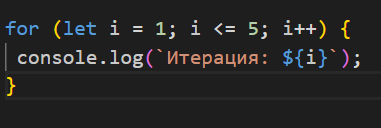 for (let i = 1; i <= 5; i++) {
 console.log(`Итерация: ${i}`);
}